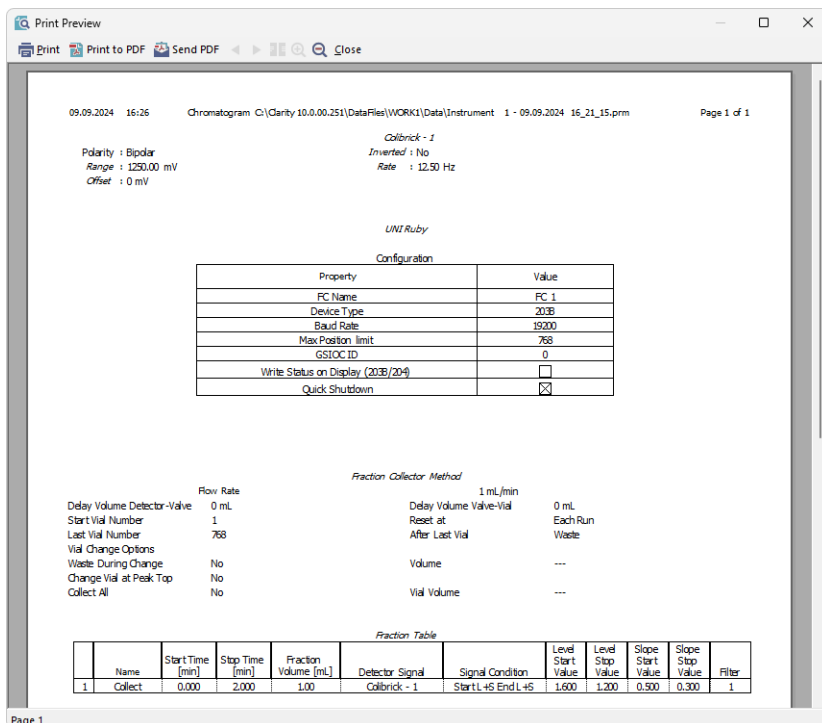 Print Preview
Print Print to PDF Send PDF Close
09.09.2024 16:26 Chromatogram C:\Clarity 10.0.00.251\DataFiles\WORK1\Data\Instrument 1 - 09.09.2024 16_21_15.prm Page 1 of 1
Colibrick - 1
Polarity : Bipolar Inverted : No
Range : 1250.00 mV Rate : 12.50 Hz
Offset : 0 mV
UNI Ruby
Configuration
Property Value
FC Name FC 1
Device Type 203B
Baud Rate 19200
Max Position limit 768
GSIOC ID 0
Write Status on Display (203B/204)
Quick Shutdown
Fraction Collector Method
Flow Rate 1 mL/min
Delay Volume Detector-Valve 0 mL Delay Volume Valve-Vial 0 mL
Start Vial Number 1 Reset at Each Run
Last Vial Number 768 After Last Vial Waste
Vial Change Options
Waste During Change No Volume ---
Change Vial at Peak Top No
Collect All No Vial Volume ---
Fraction Table
Name Start Time [min] Stop Time [min] Fraction Volume [mL] Detector Signal Signal Condition Level Start Value Level Stop Value Slope Start Value Slope Stop Value Filter
1 Collect 0.000 2.000 1.00 Colibrick - 1 Start L+S End L+S 1.600 1.200 0.500 0.300 1
Page 1